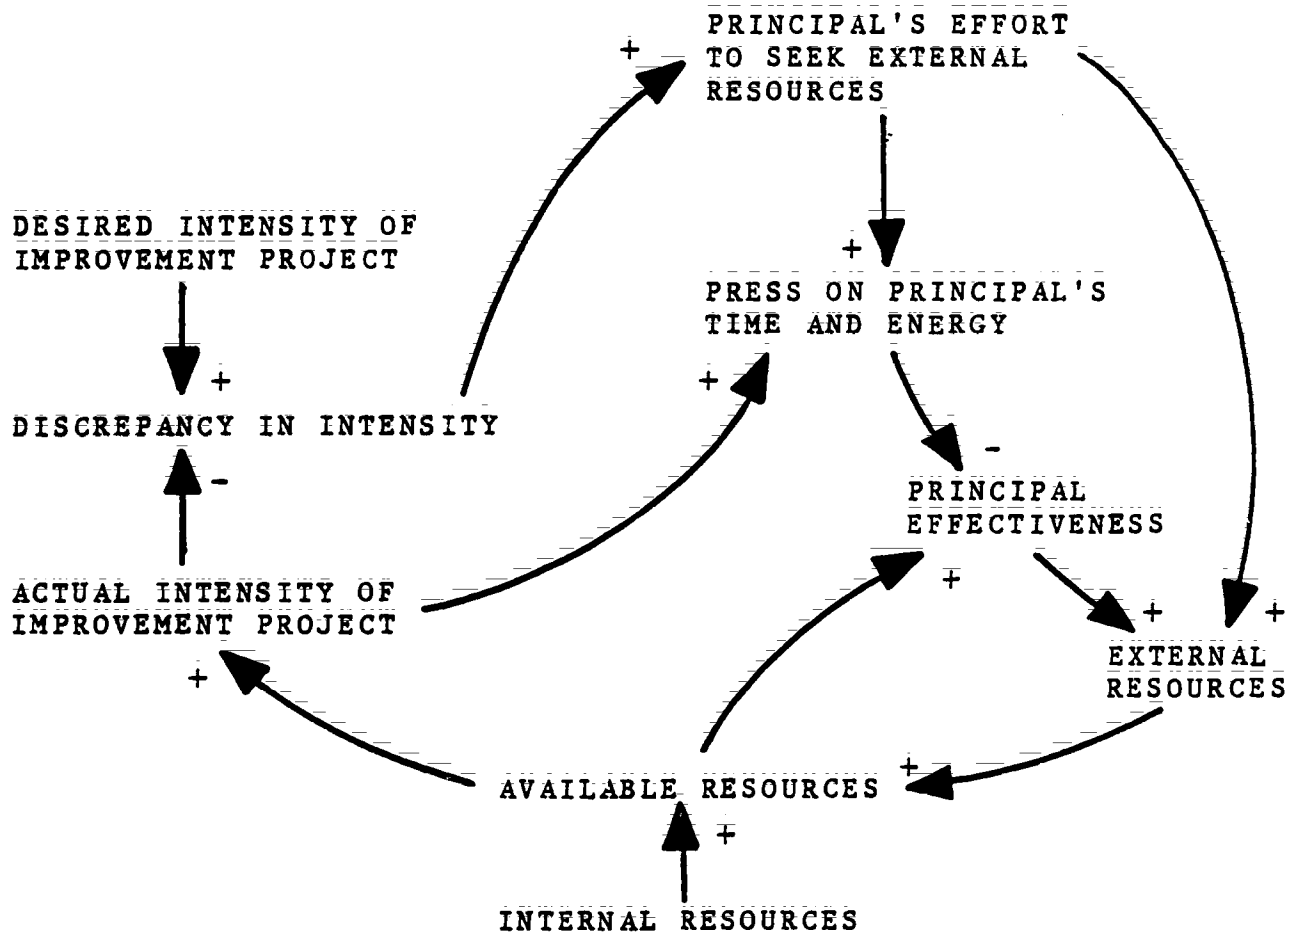 PRINCIPAL'S EFFORT
TO SEEK EXTERNAL
RESOURCES
+
DESIRED INTENSITY OF
IMPROVEMENT PROJECT
+
PRESS ON PRINCIPAL'S
TIME AND ENERGY
+
+
DISCREPANCY IN INTENSITY
-
-
PRINCIPAL
EFFECTIVENESS
+
ACTUAL INTENSITY OF
IMPROVEMENT PROJECT
+
+
+
EXTERNAL
RESOURCES
+
AVAILABLE RESOURCES
+
INTERNAL RESOURCES